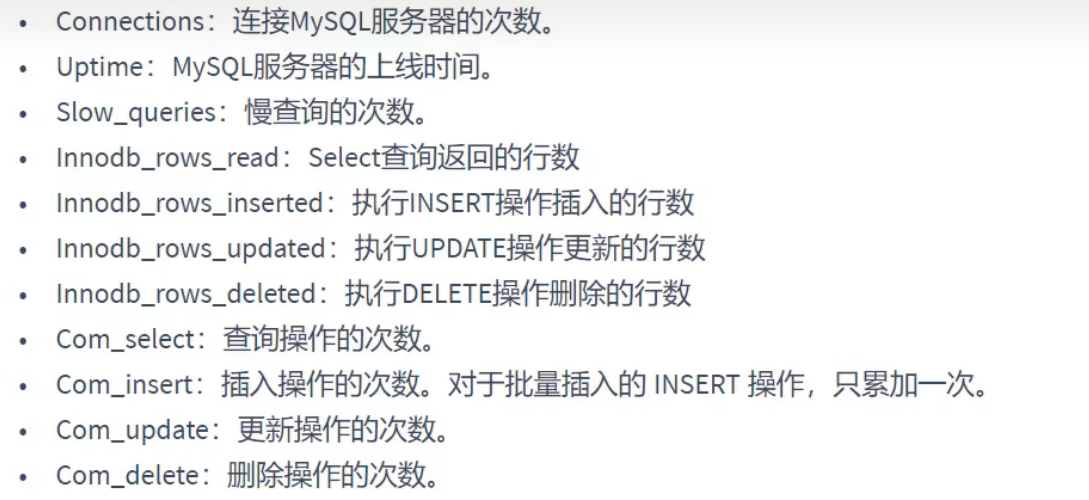 • Connections：连接MySQL服务器的次数。
• Uptime：MySQL服务器的上线时间。
• Slow_queries：慢查询的次数。
• Innodb_rows_read：Select查询返回的行数
• Innodb_rows_inserted：执行INSERT操作插入的行数
• Innodb_rows_updated：执行UPDATE操作更新的行数
• Innodb_rows_deleted：执行DELETE操作删除的行数
• Com_select：查询操作的次数。
• Com_insert：插入操作的次数。对于批量插入的 INSERT 操作，只累加一次。
• Com_update：更新操作的次数。
• Com_delete：删除操作的次数。